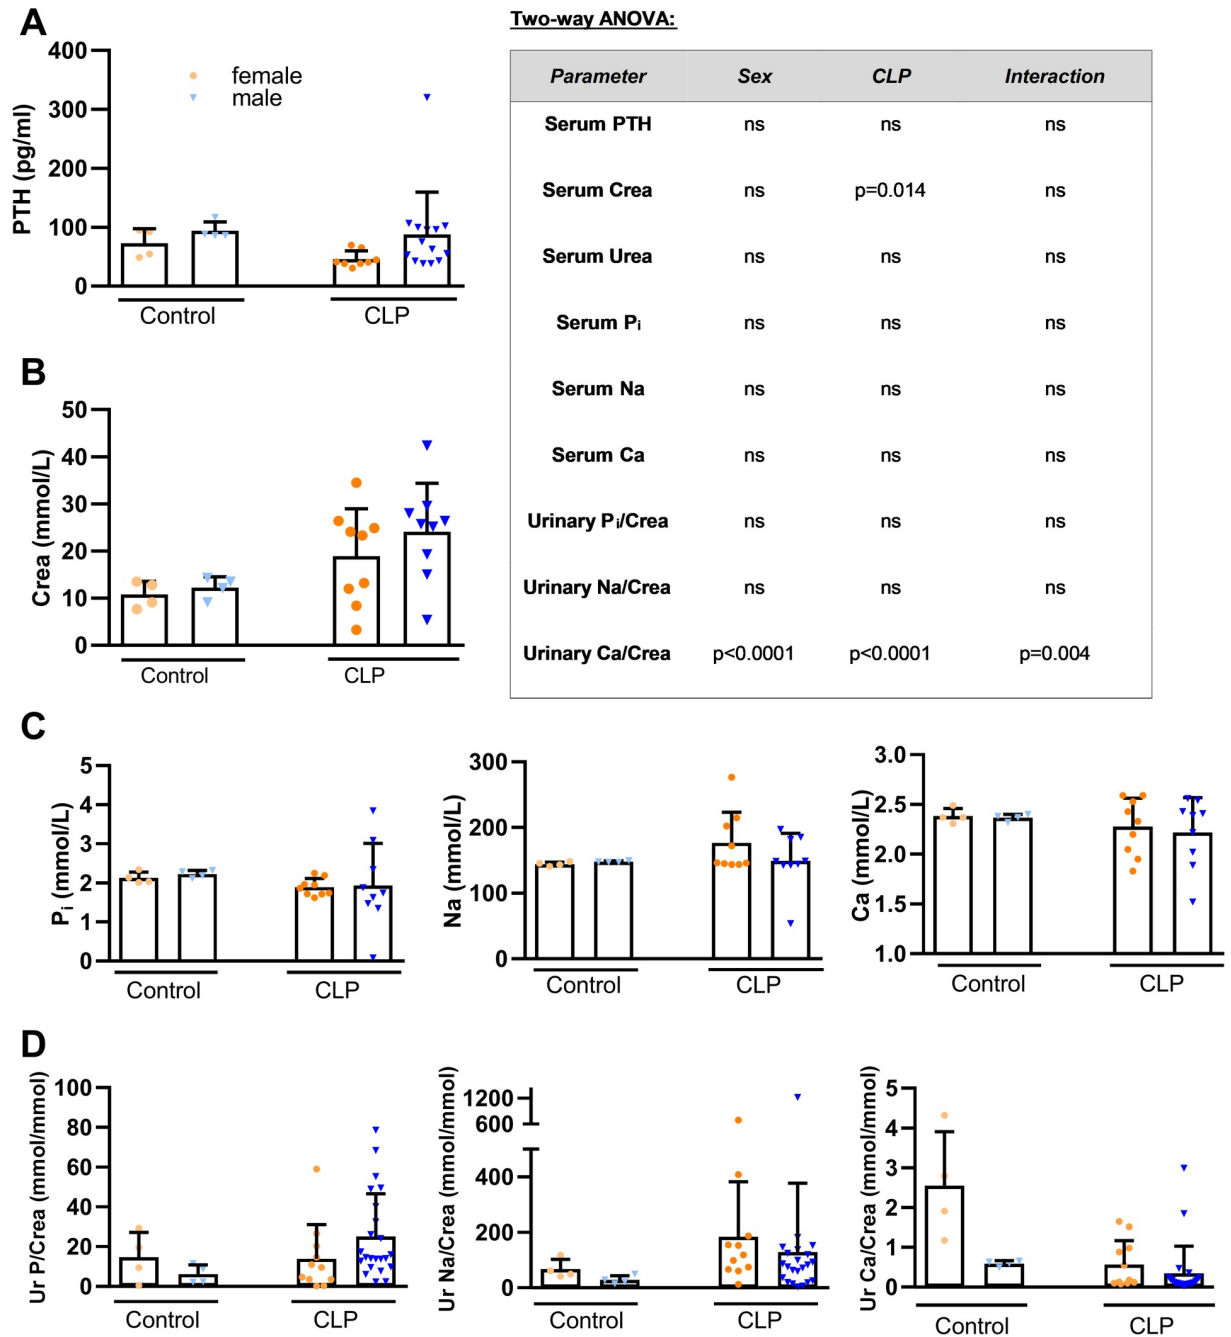 A
400
300
200
100
0
PTH (pg/ml)
female
male
Control
CLP
Two-way ANOVA:
Parameter Sex CLP Interaction
Serum PTH ns ns ns
Serum Crea ns p=0.014 ns
Serum Urea ns ns ns
Serum Pi ns ns ns
Serum Na ns ns ns
Serum Ca ns ns ns
Urinary Pi/Crea ns ns ns
Urinary Na/Crea ns ns ns
Urinary Ca/Crea p<0.0001 p<0.0001 p=0.004
B
50
40
30
20
10
0
Crea (mmol/L)
Control
CLP
C
5
4
3
2
1
0
Pi (mmol/L)
Control
CLP
300
200
100
0
Na (mmol/L)
Control
CLP
3.0
2.5
2.0
1.5
1.0
Ca (mmol/L)
Control
CLP
D
100
80
60
40
20
0
Ur P/Crea (mmol/mmol)
Control
CLP
1200
600
400
200
0
Ur Na/Crea (mmol/mmol)
Control
CLP
5
4
3
2
1
0
Ur Ca/Crea (mmol/mmol)
Control
CLP